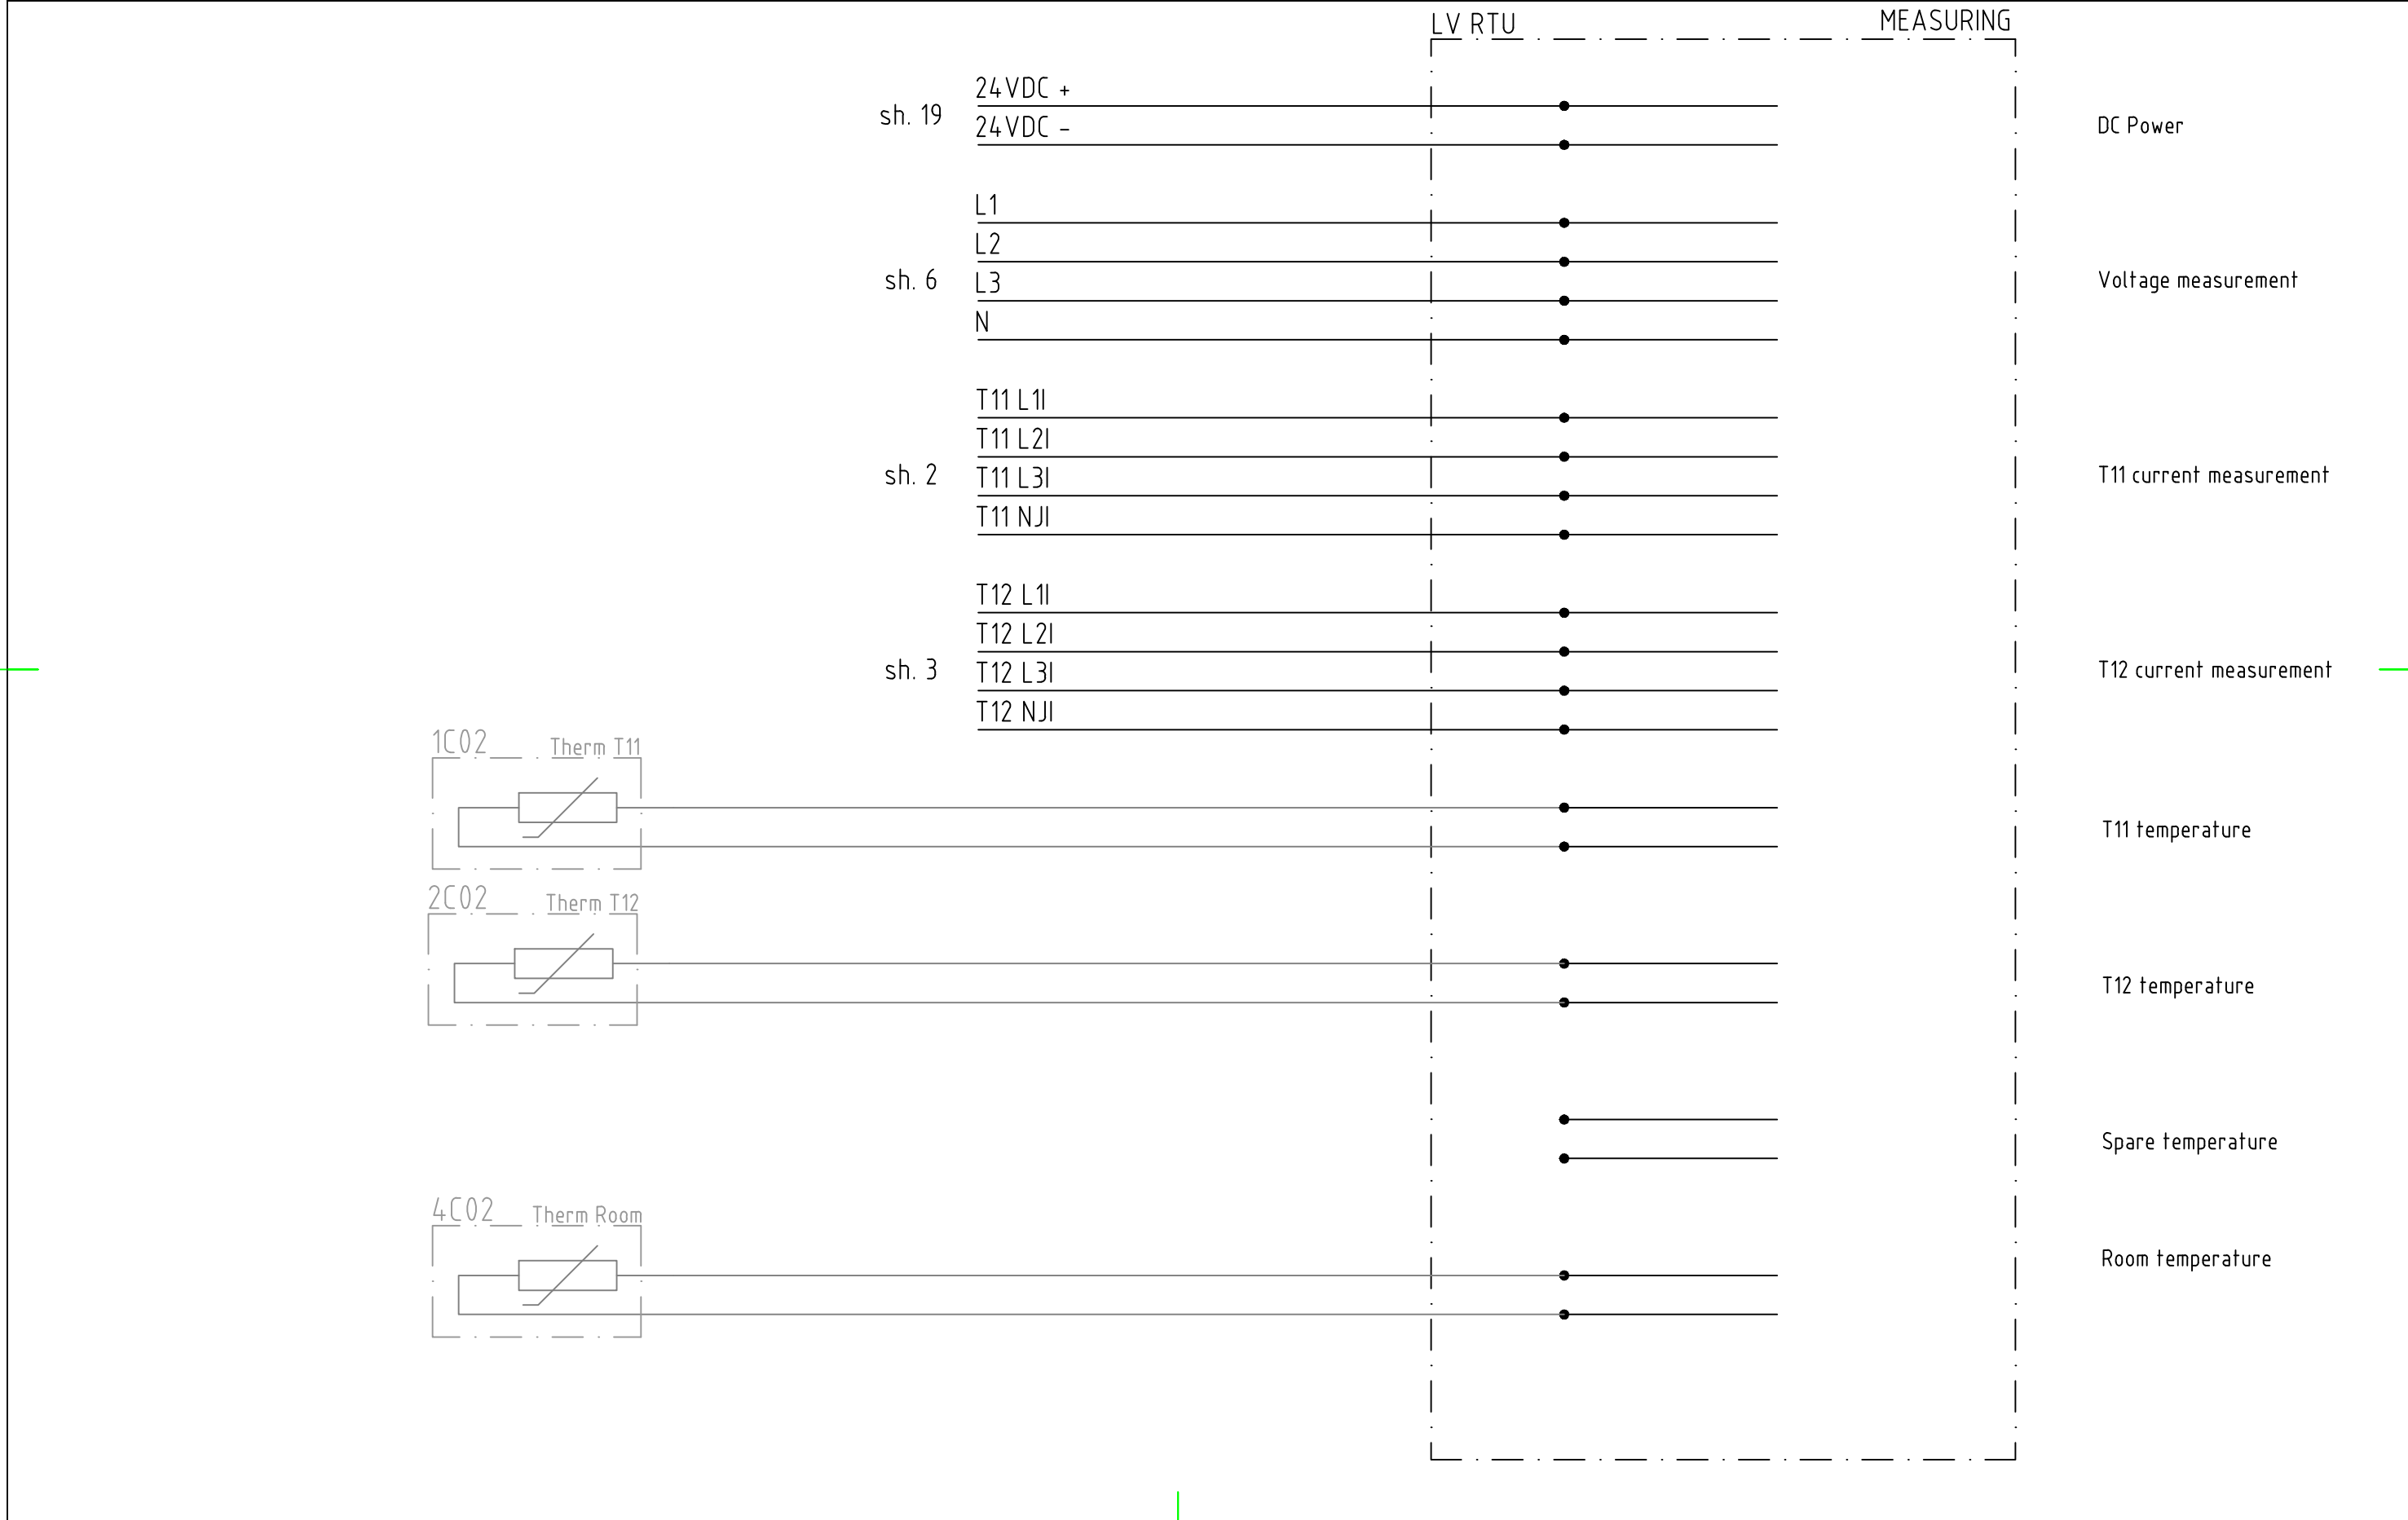 LV RTU
MEASURING
24VDC +
sh. 19
24VDC -
DC Power
L1
L2
sh. 6
L3
N
Voltage measurement
T11 L1I
T11 L2I
sh. 2
T11 L3I
T11 NJI
T11 current measurement
T12 L1I
T12 L2I
sh. 3
T12 L3I
T12 NJI
T12 current measurement
1C02
Therm T11
T11 temperature
2C02
Therm T12
T12 temperature
Spare temperature
4C02
Therm Room
Room temperature